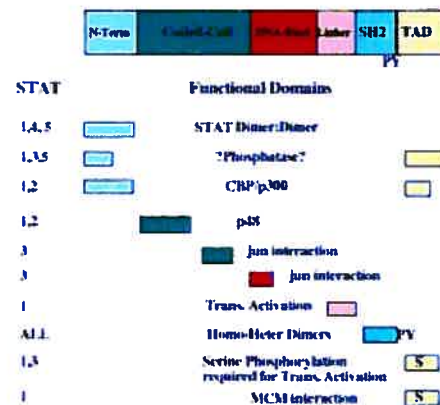 N-Term Coiled-Coil DNA-Bind Linker SH2 TAD
PY
STAT Functional Domains
1,4,5 STAT Dimer:Dimer
1,3,5 ?Phosphatase?
1,2 CBP/p300
1,2 p48
3 jun interaction
3 jun interaction
1 Trans. Activation
ALL Homo-Heter Dimers PY
1,3 Serine Phosphorylation S
required for Trans. Activation
1 MCM interaction S